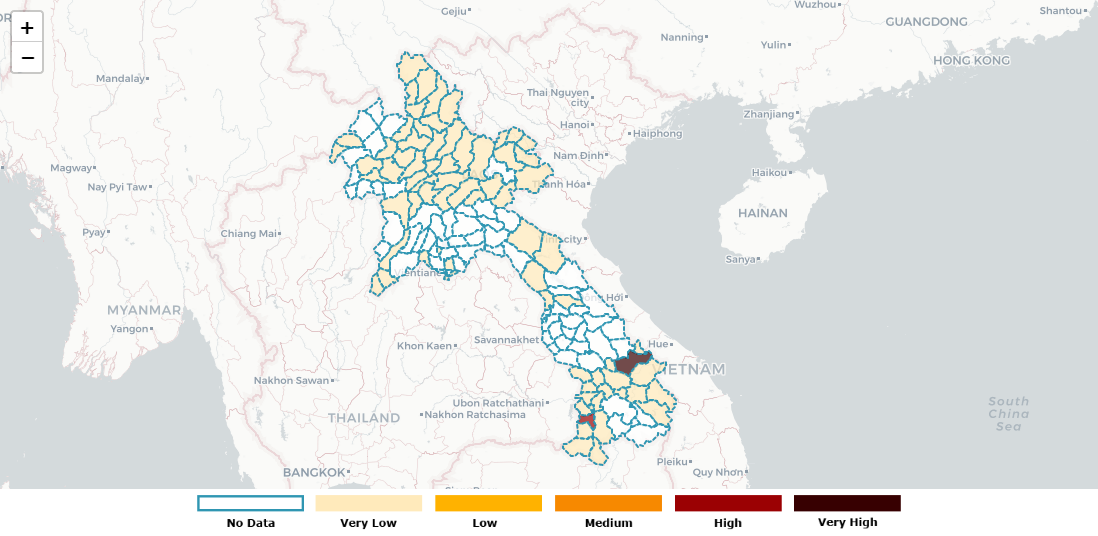 +
−
Gejiu
Wuzhou
Shantou
GUANGDONG
Nanning
Yulin
HONG KONG
Mandalay
Thai Nguyen
city
Zhanjiang
Hanoi
Haiphong
Nam Định
Magway
Nay Pyi Taw
Thanh Hóa
Haikou
HAINAN
Pyay
Chiang Mai
city
Sanya
MYANMAR
Yangon
Hới
Khon Kaen
Savannakhet
Hue
VIETNAM
Nakhon Sawan
Ubon Ratchathani
Nakhon Ratchasima
THAILAND
South
China
Sea
BANGKOK
Pleiku
Quy Nhơn
No Data
Very Low
Low
Medium
High
Very High